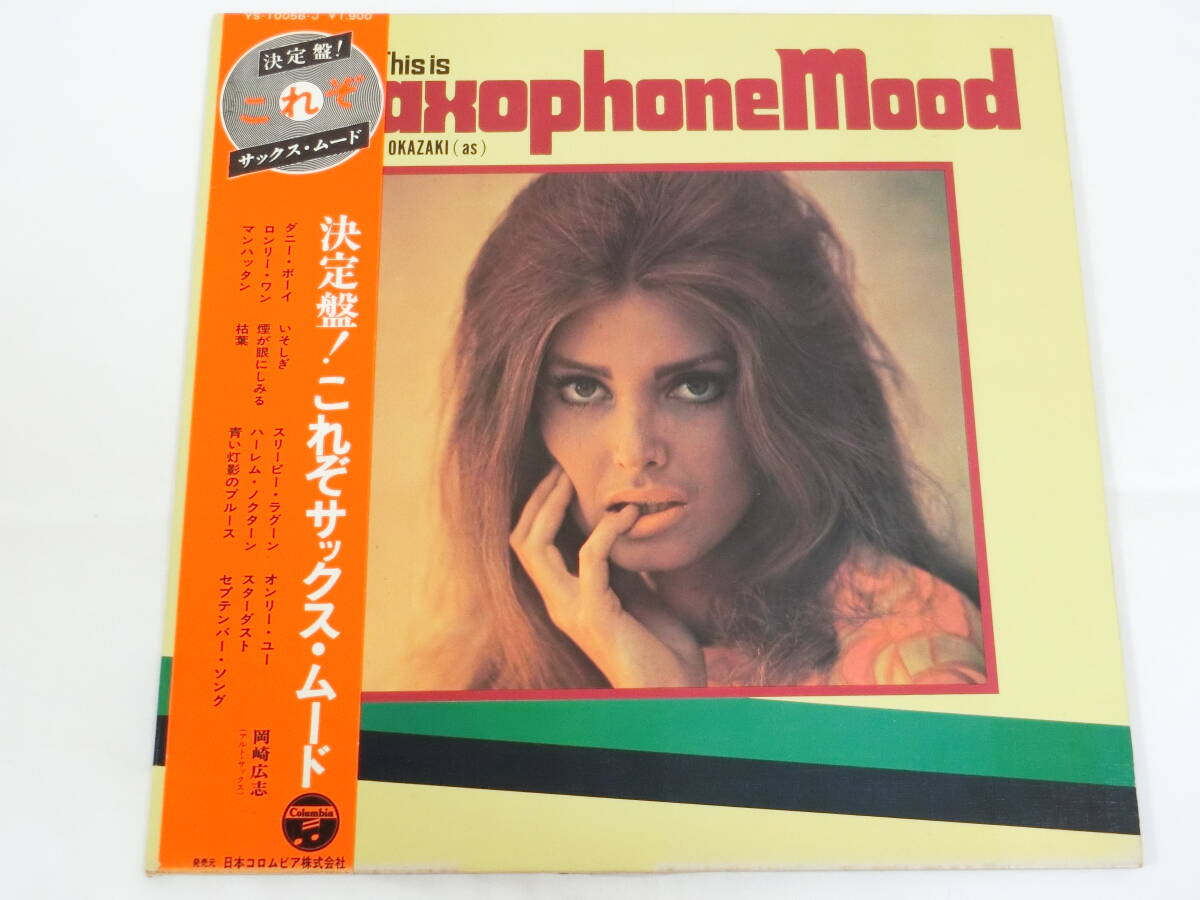 YS-10056-J ¥1,900
決定盤!
これぞ
サックス・ムード
This is
axophoneMood
OKAZAKI (as)
決定盤!これぞサックス・ムード
ダニー・ボーイ
ロンリー・ワン
マンハッタン
いそしぎ
煙が眼にしみる
枯葉
スリーピー・ラグーン
ハーレム・ノクターン
青い灯影のブルース
オンリー・ユー
スターダスト
セプテンバー・ソング
岡崎広志
(アルト・サックス)
Columbia
発売元 日本コロムビア株式会社